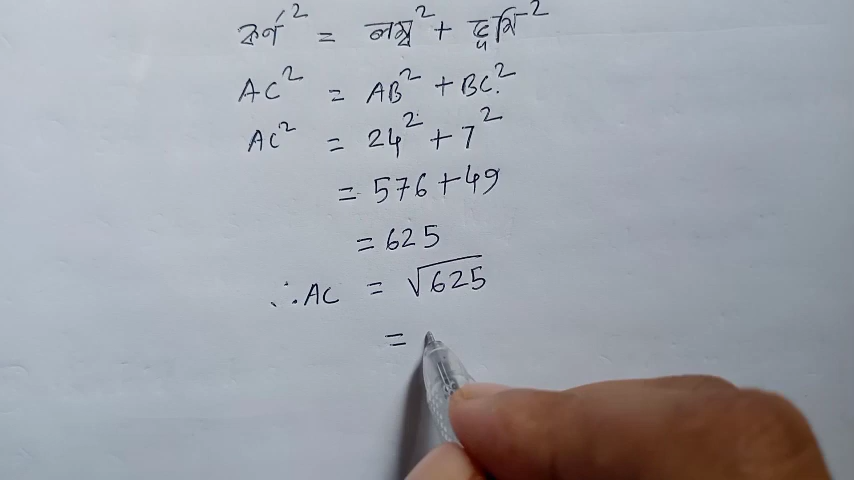 কর্ণ² = লম্ব² + ভূমি²
AC² = AB² + BC²
AC² = 24² + 7²
= 576 + 49
= 625
∴ AC = √625
=